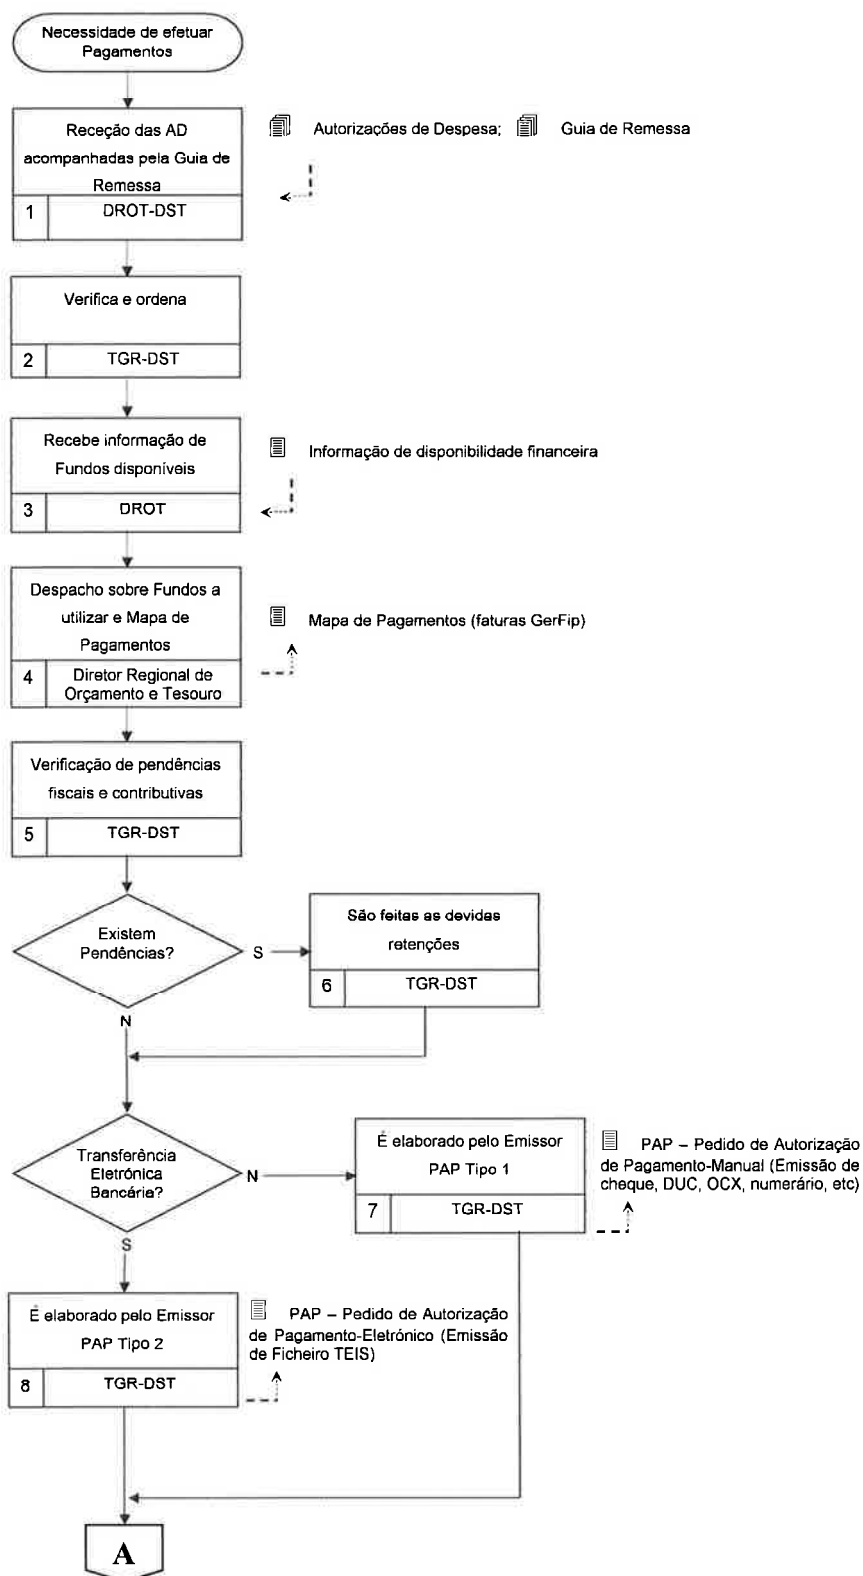 Necessidade de efetuar
Pagamentos
Receção das AD
acompanhadas pela Guia de
Remessa
1 DROT-DST
Autorizações de Despesa; Guia de Remessa
Verifica e ordena
2 TGR-DST
Recebe informação de
Fundos disponíveis
3 DROT
Informação de disponibilidade financeira
Despacho sobre Fundos a
utilizar e Mapa de
Pagamentos
4 Diretor Regional de
Orçamento e Tesouro
Mapa de Pagamentos (faturas GerFip)
Verificação de pendências
fiscais e contributivas
5 TGR-DST
Existem
Pendências?
S
São feitas as devidas
retenções
6 TGR-DST
N
Transferência
Eletrónica
Bancária?
N
É elaborado pelo Emissor
PAP Tipo 1
7 TGR-DST
PAP – Pedido de Autorização
de Pagamento-Manual (Emissão de
cheque, DUC, OCX, numerário, etc)
S
É elaborado pelo Emissor
PAP Tipo 2
8 TGR-DST
PAP – Pedido de Autorização
de Pagamento-Eletrónico (Emissão
de Ficheiro TEIS)
A